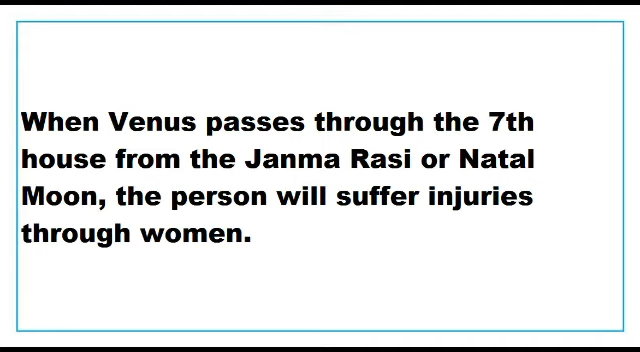 When Venus passes through the 7th
house from the Janma Rasi or Natal
Moon, the person will suffer injuries
through women.